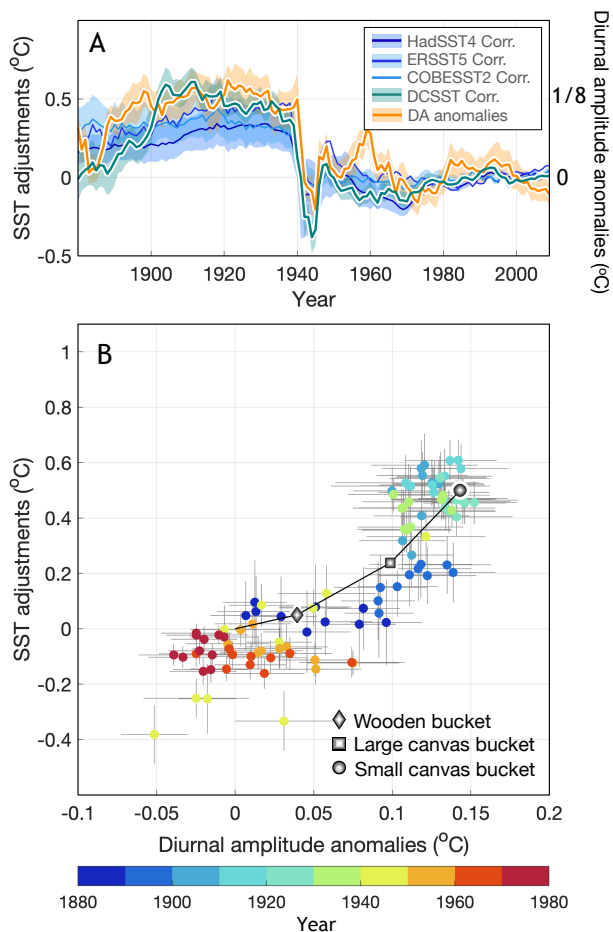 A
HadSST4 Corr.
ERSST5 Corr.
COBESST2 Corr.
DCSST Corr.
DA anomalies
SST adjustments (°C)
0.5
0
-0.5
1900
1920
1940
1960
1980
2000
Year
1/8
0
Diurnal amplitude anomalies (°C)
B
SST adjustments (°C)
1
0.8
0.6
0.4
0.2
0
-0.2
-0.4
Wooden bucket
Large canvas bucket
Small canvas bucket
-0.1
-0.05
0
0.05
0.1
0.15
0.2
Diurnal amplitude anomalies (°C)
1880
1900
1920
1940
1960
1980
Year